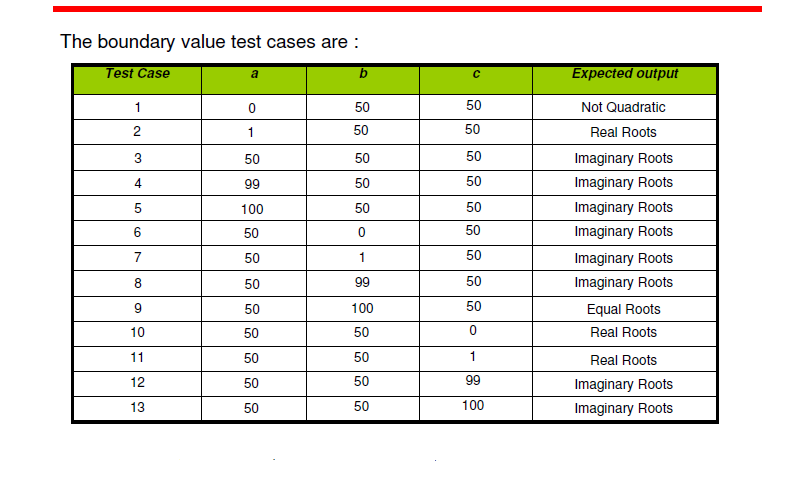 The boundary value test cases are :
Test Case a b c Expected output
1 0 50 50 Not Quadratic
2 1 50 50 Real Roots
3 50 50 50 Imaginary Roots
4 99 50 50 Imaginary Roots
5 100 50 50 Imaginary Roots
6 50 0 50 Imaginary Roots
7 50 1 50 Imaginary Roots
8 50 99 50 Imaginary Roots
9 50 100 50 Equal Roots
10 50 50 0 Real Roots
11 50 50 1 Real Roots
12 50 50 99 Imaginary Roots
13 50 50 100 Imaginary Roots